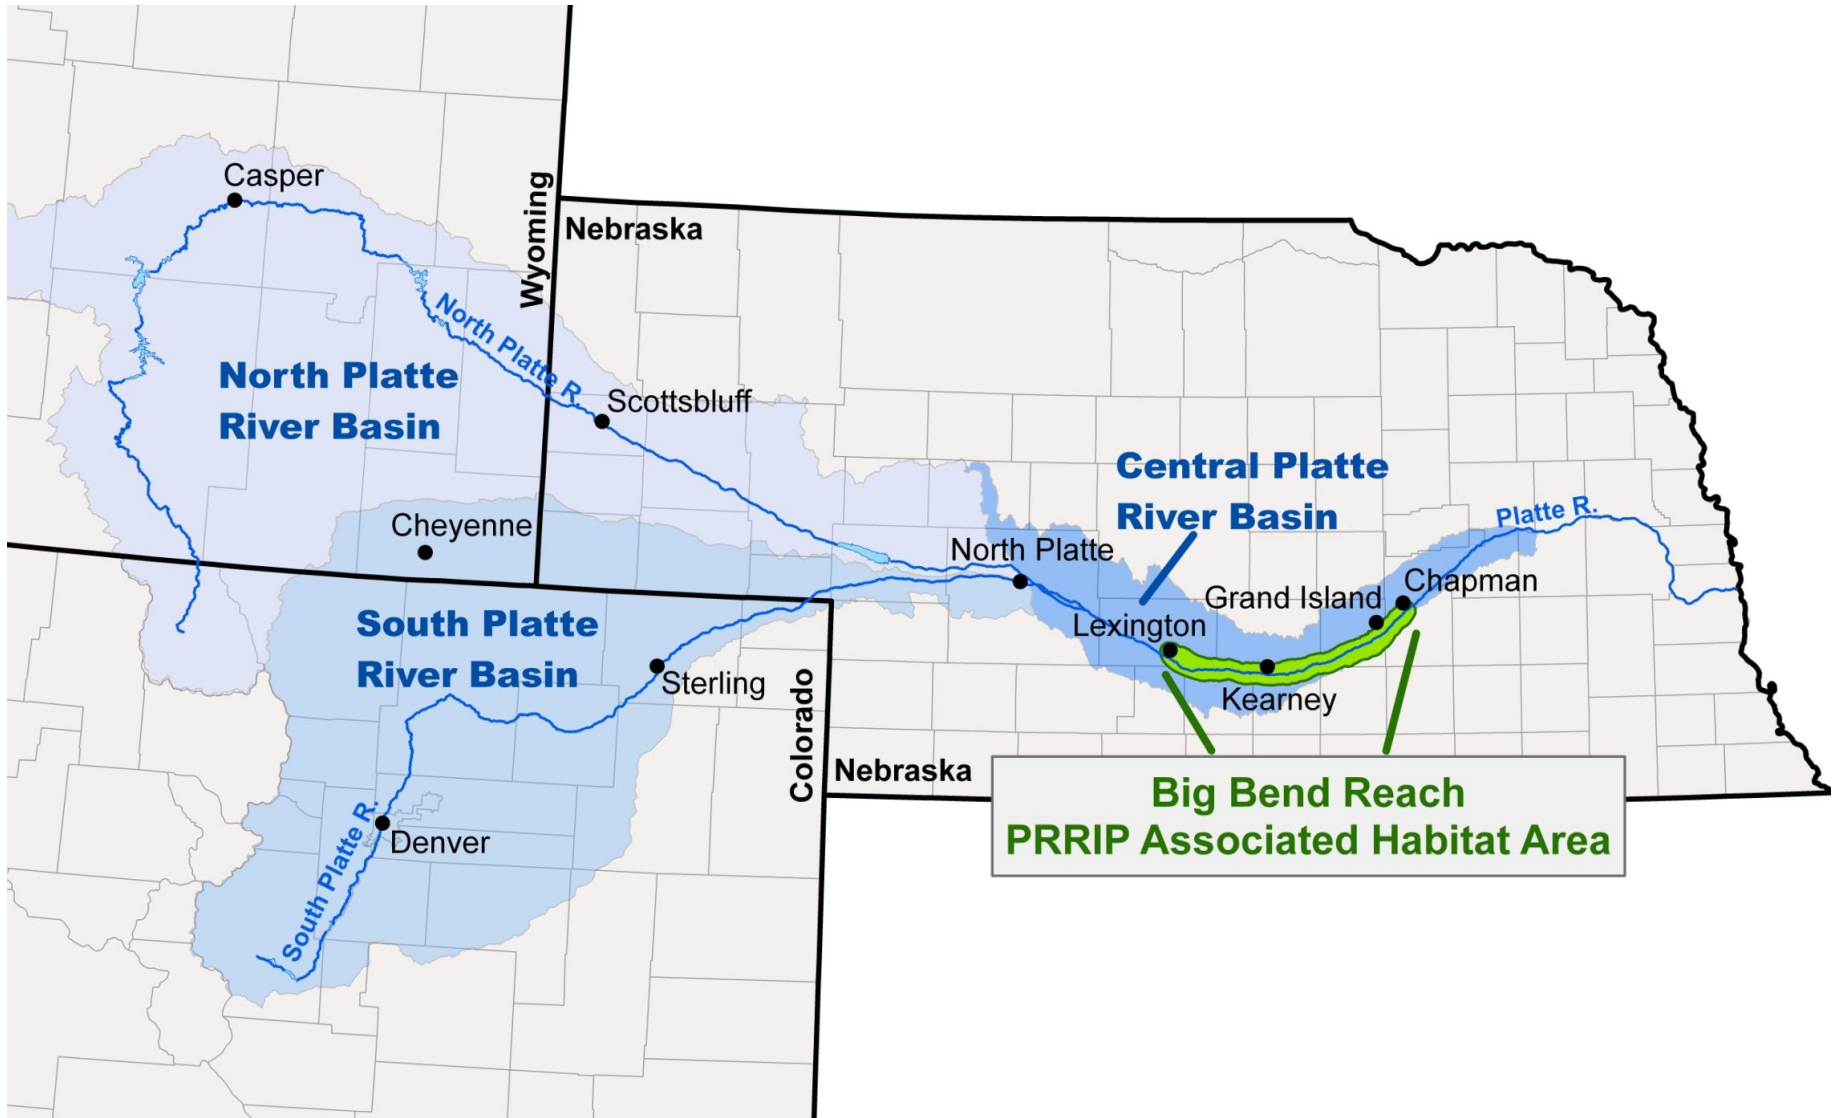 Casper
Wyoming
Nebraska
North Platte R.
North Platte
River Basin
Scottsbluff
Central Platte
River Basin
Platte R.
Cheyenne
North Platte
Chapman
Grand Island
Lexington
South Platte
River Basin
Sterling
Kearney
Colorado
Nebraska
Big Bend Reach
PRRIP Associated Habitat Area
Denver
South Platte R.